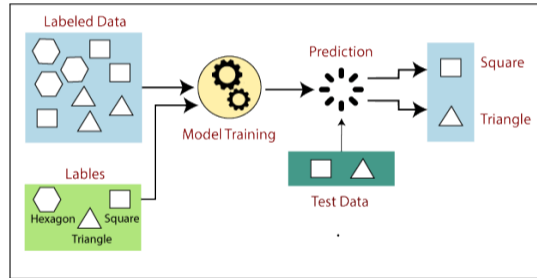 Labeled Data
Prediction
Square
Model Training
Triangle
Lables
Hexagon
Square
Triangle
Test Data